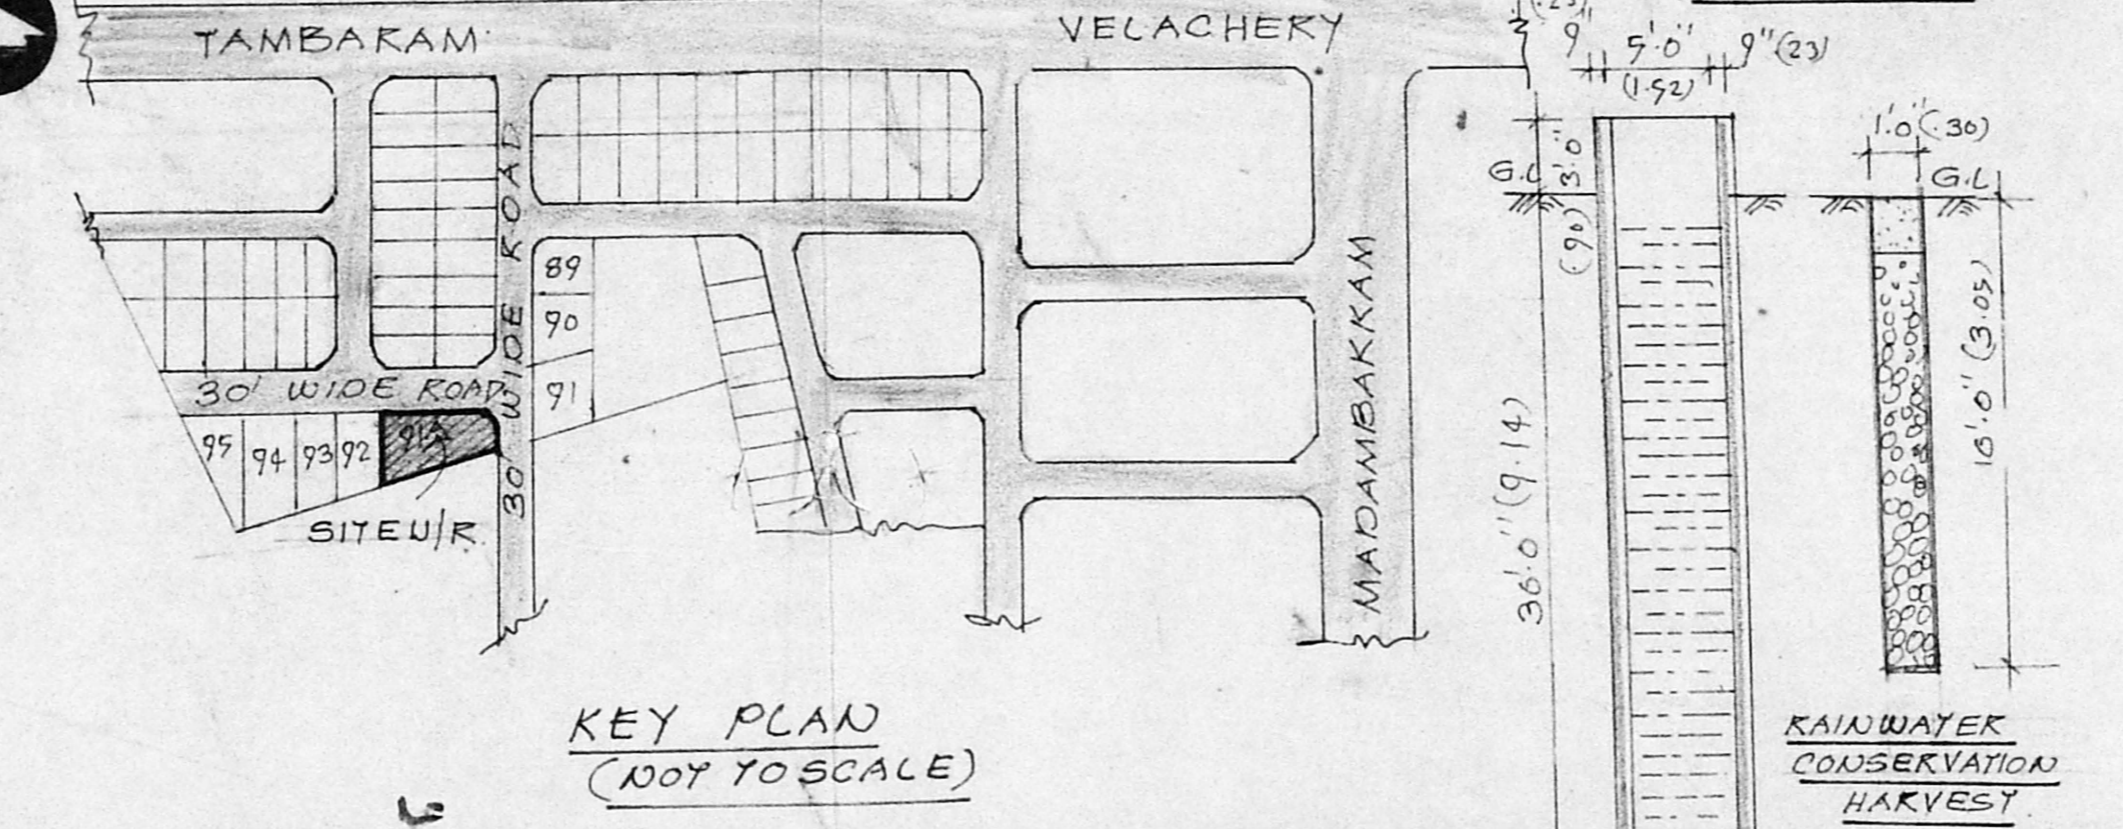 TAMBARAM
VELACHERY
30' WIDE ROAD
89
90
91
30' WIDE ROAD
95
94
93
92
SITE U/R.
MADAMBAKKAM
KEY PLAN
(NOT TO SCALE)
9"
5'.0"
9"(23)
(1.52)
3'.0"
(.90)
G.L
36'.0" (9.14)
1'.0" (.30)
G.L
10'.0" (3.05)
RAINWATER
CONSERVATION
HARVEST